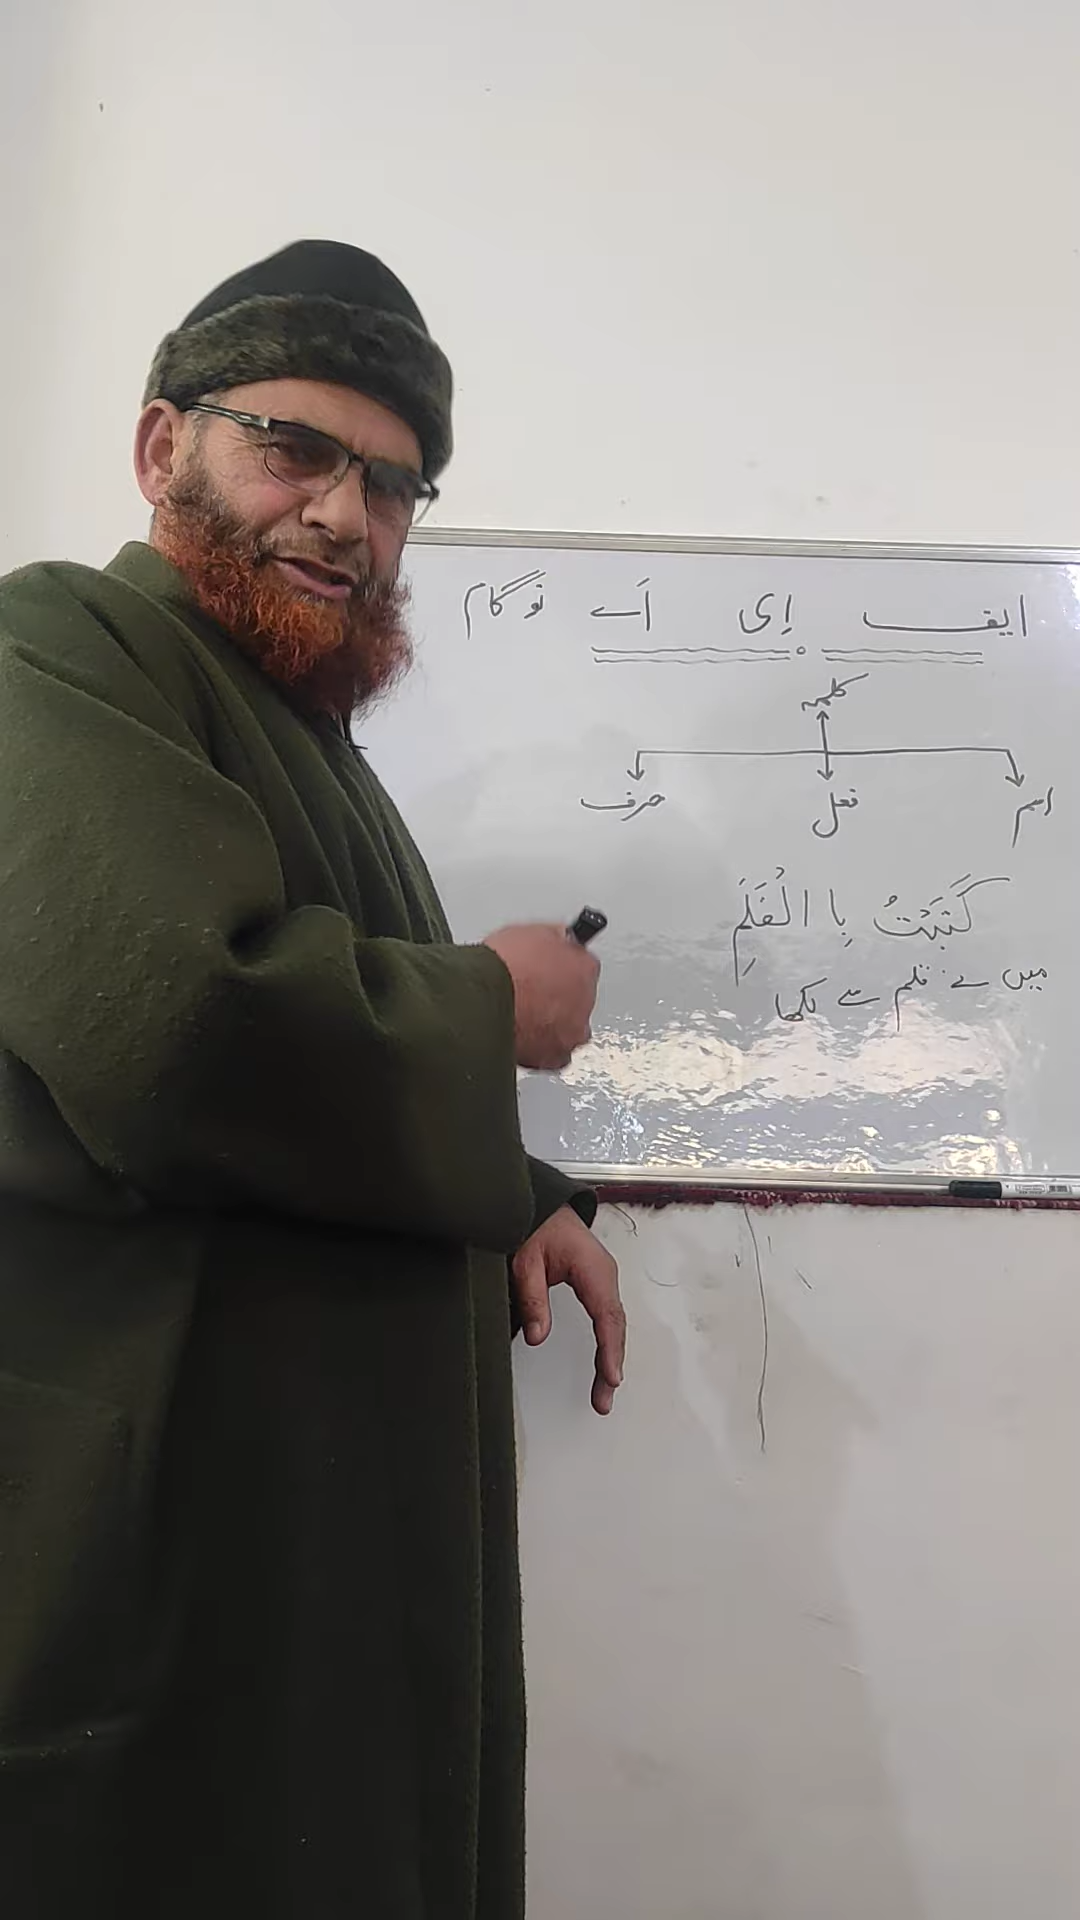 ایف اِی اَے نوگام
کلمہ
اسم فعل حرف
كَتَبْتُ بِا الْقَلَمِ
میں نے قلم سے لکھا